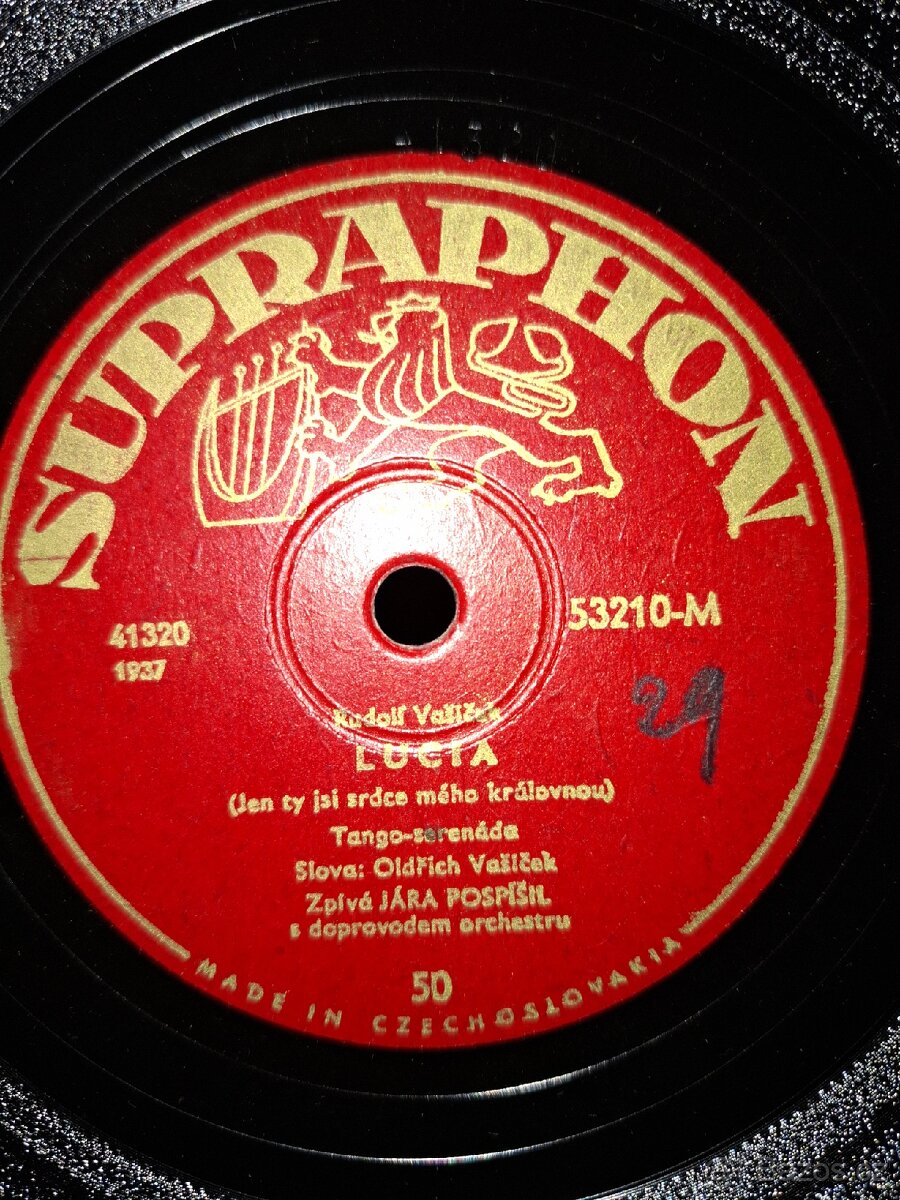 SUPRAPHON
41320
1937
53210-M
29
Rudolf Vašíček
LUCIA
(Jen ty jsi srdce mého královnou)
Tango-serenáda
Slova: Oldřich Vašíček
Zpívá JÁRA POSPÍŠIL
s doprovodem orchestru
50
MADE IN CZECHOSLOVAKIA